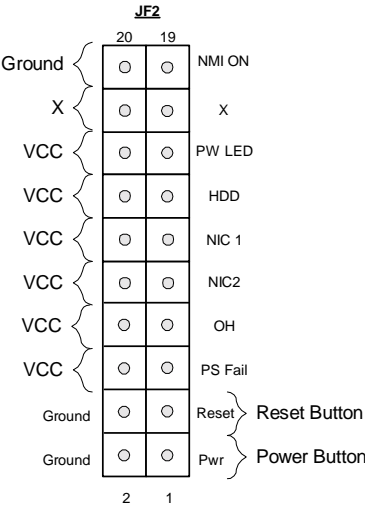 JF2
20 19
Ground NMI ON
X X
VCC PW LED
VCC HDD
VCC NIC 1
VCC NIC2
VCC OH
VCC PS Fail
Ground Reset Reset Button
Ground Pwr Power Button
2 1